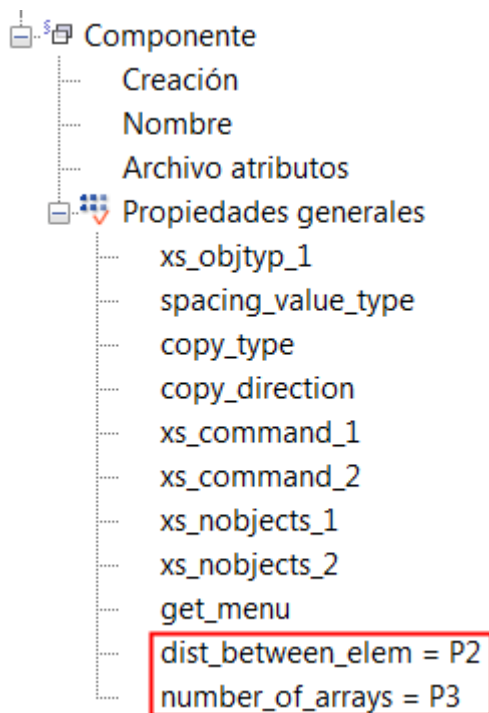 Componente
Creación
Nombre
Archivo atributos
Propiedades generales
xs_objtyp_1
spacing_value_type
copy_type
copy_direction
xs_command_1
xs_command_2
xs_nobjects_1
xs_nobjects_2
get_menu
dist_between_elem = P2
number_of_arrays = P3